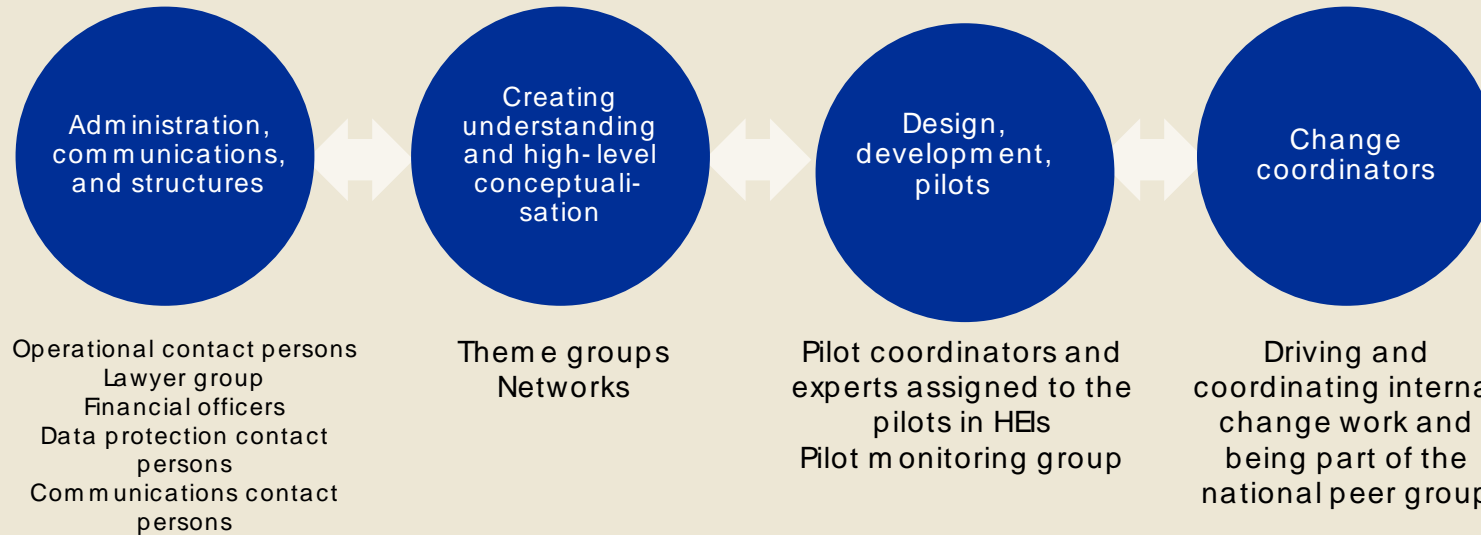 Administration,
communications,
and structures
Creating
understanding
and high-level
conceptuali-
sation
Design,
development,
pilots
Change
coordinators
Operational contact persons
Lawyer group
Financial officers
Data protection contact
persons
Communications contact
persons
Theme groups
Networks
Pilot coordinators and
experts assigned to the
pilots in HEIs
Pilot monitoring group
Driving and
coordinating interna
change work and
being part of the
national peer group